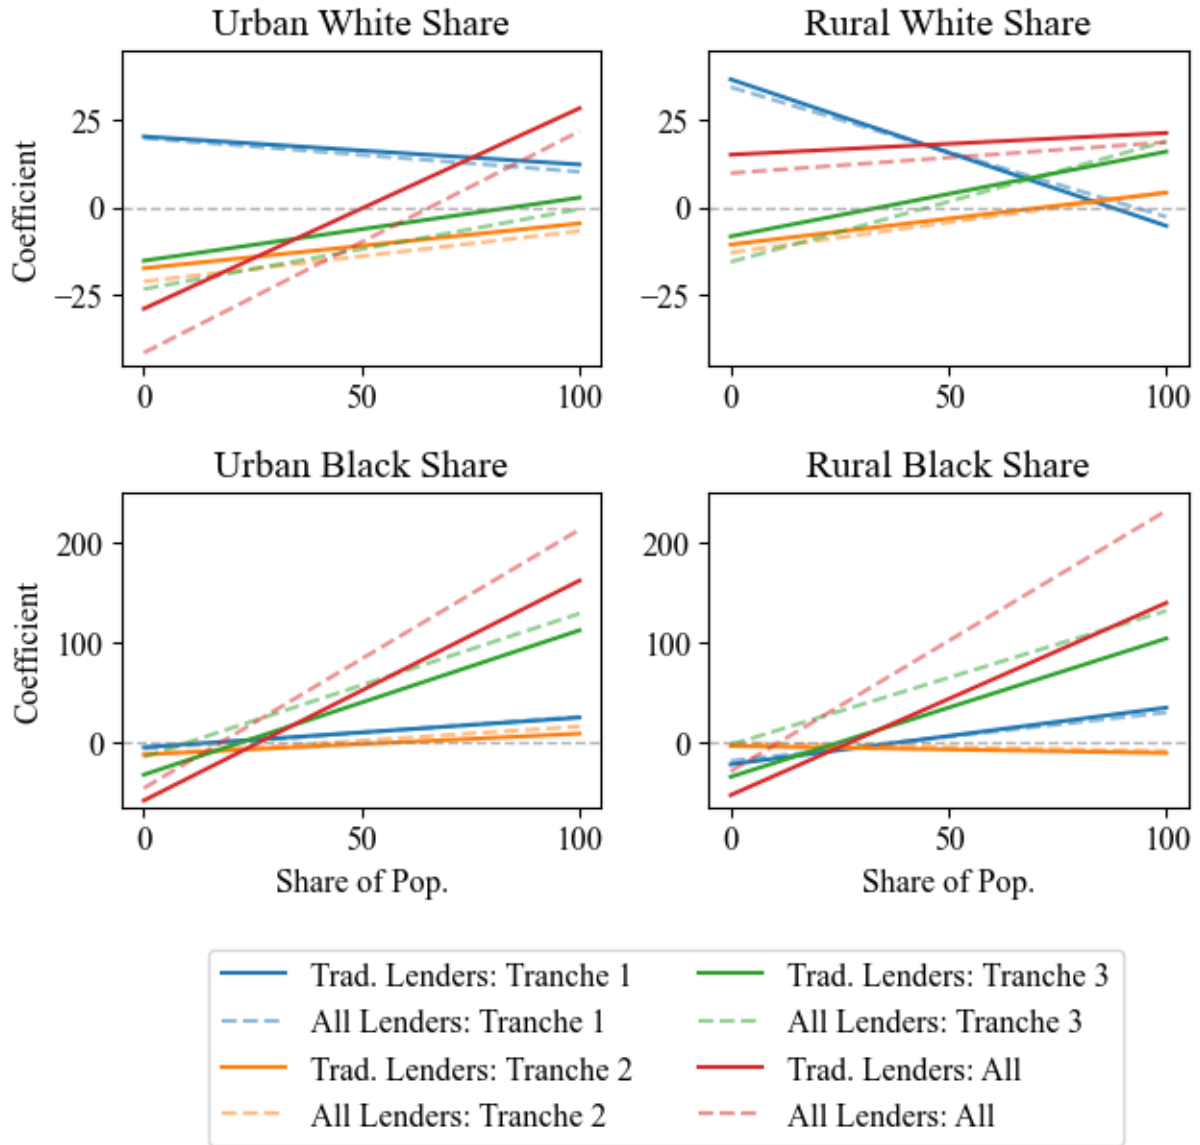 Urban White Share
Rural White Share
Coefficient
25
0
−25
0
50
100
25
0
−25
0
50
100
Urban Black Share
Rural Black Share
Coefficient
200
100
0
0
50
100
Share of Pop.
200
100
0
0
50
100
Share of Pop.
Trad. Lenders: Tranche 1
All Lenders: Tranche 1
Trad. Lenders: Tranche 2
All Lenders: Tranche 2
Trad. Lenders: Tranche 3
All Lenders: Tranche 3
Trad. Lenders: All
All Lenders: All